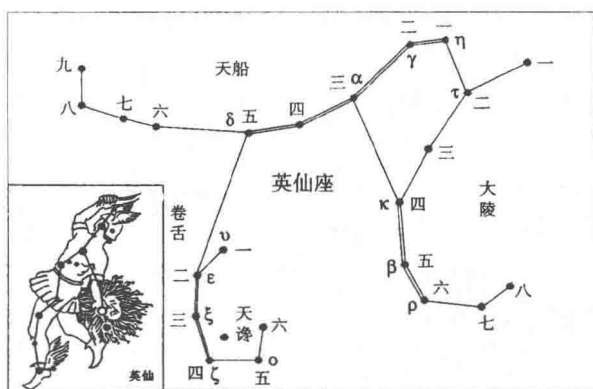 二 一
γ η
九 天船 三 α 一
τ 二
八 七 六 δ 五 四
三
英仙座 大陵
卷舌 κ 四
υ 一
二 ε β 五
六 八
ρ 七
三 ξ 天谗 六
四 ζ 五 ο
英仙